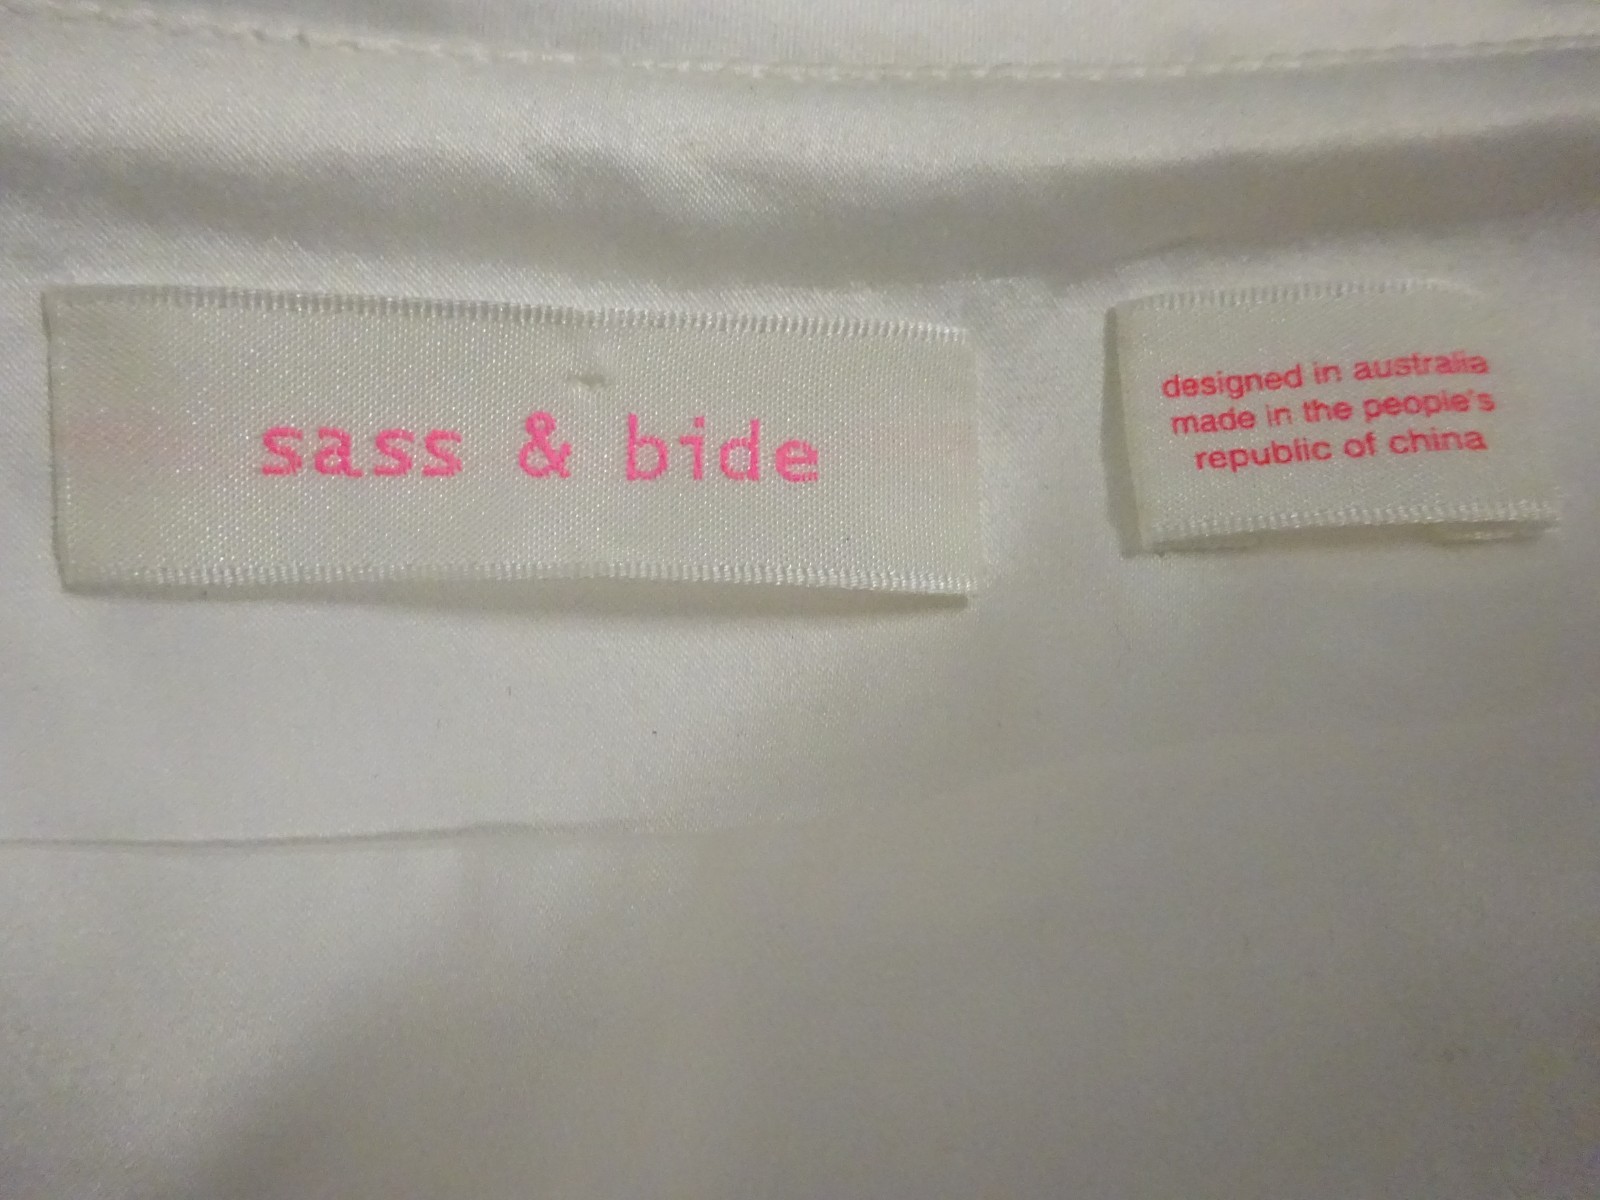 sass & bide
designed in australia
made in the people's
republic of china